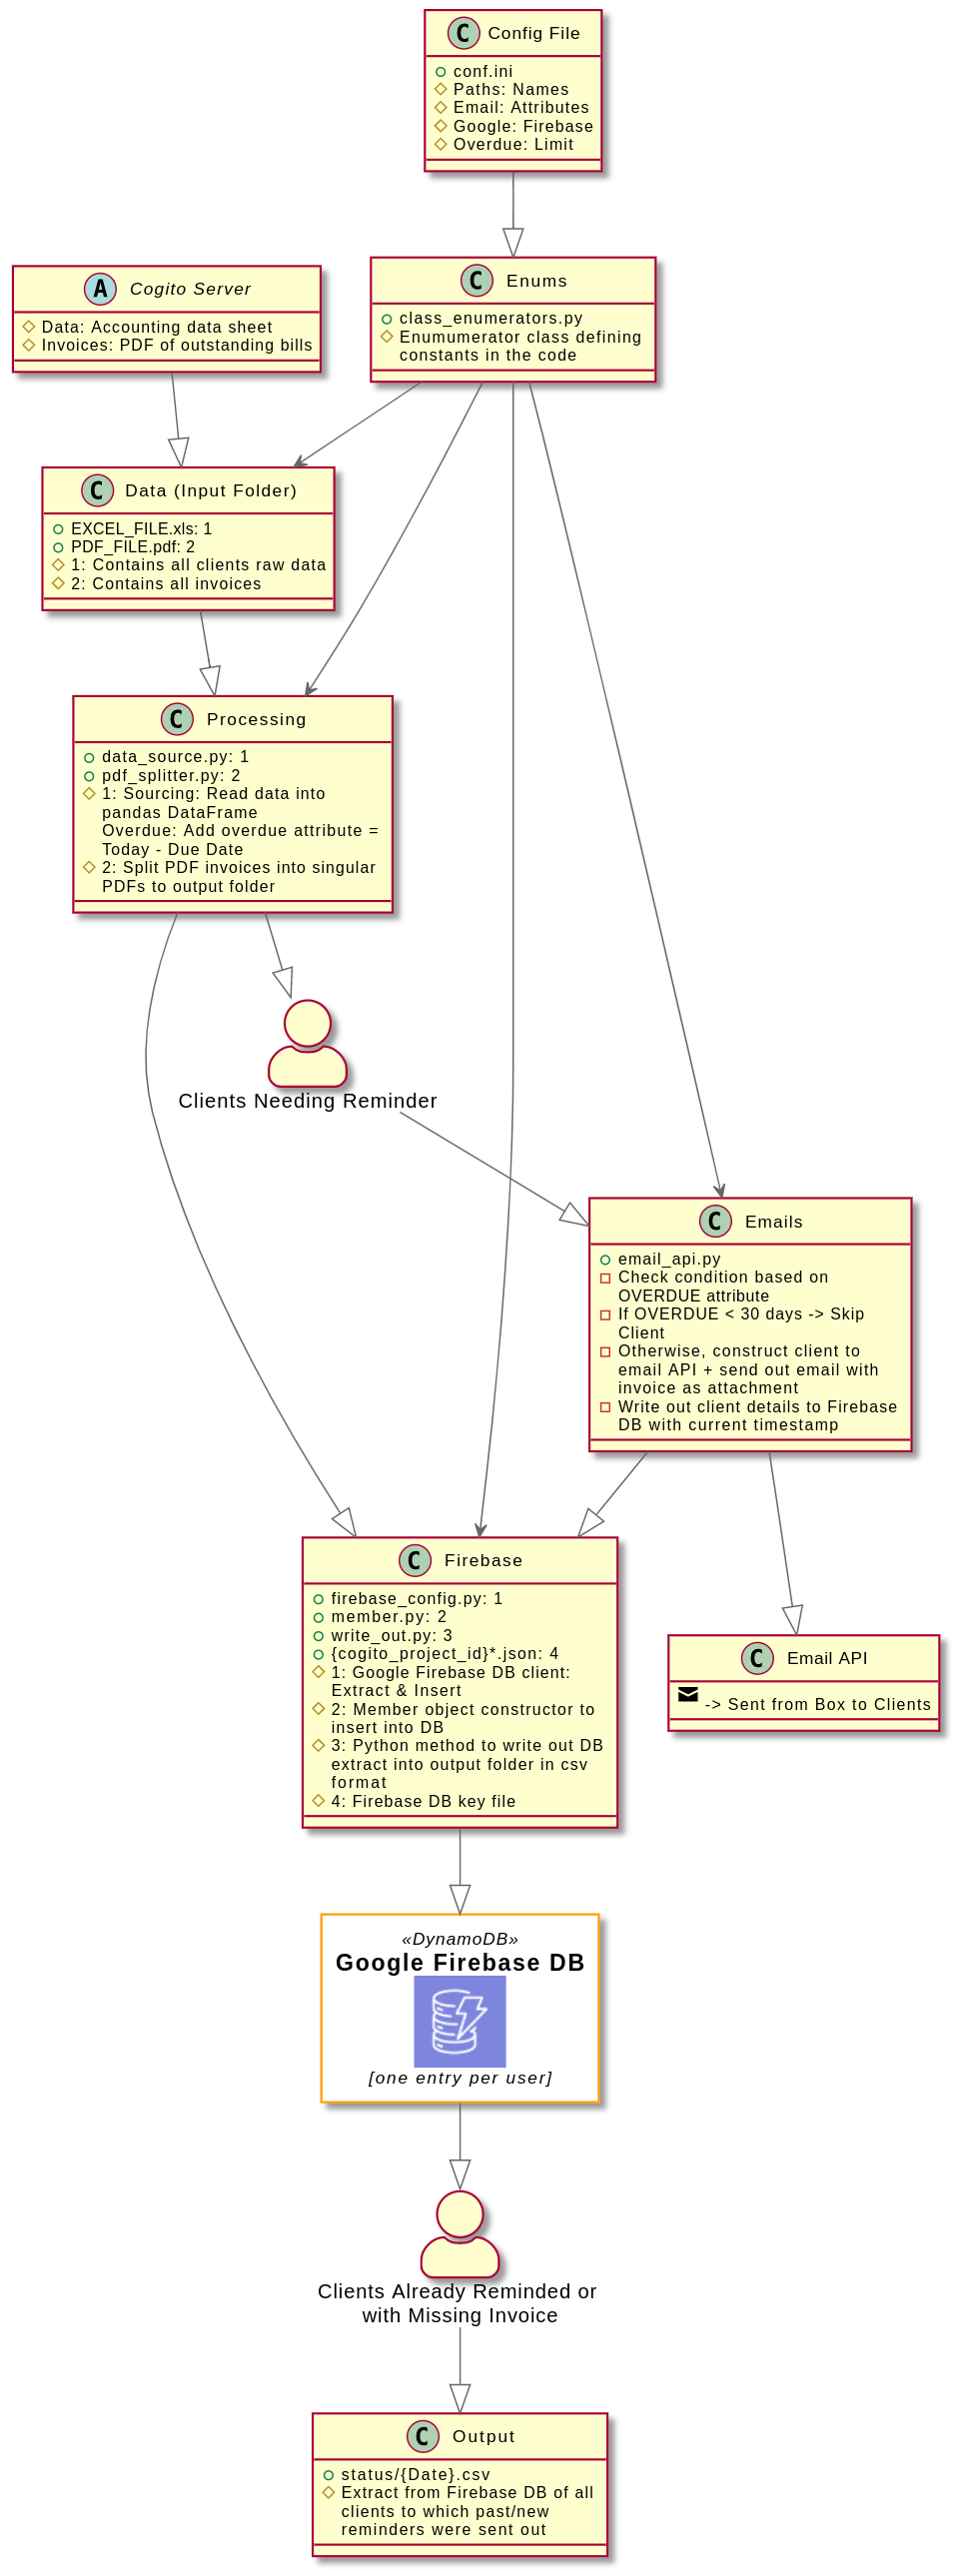 C Config File
conf.ini
Paths: Names
Email: Attributes
Google: Firebase
Overdue: Limit
A Cogito Server
Data: Accounting data sheet
Invoices: PDF of outstanding bills
C Enums
class_enumerators.py
Enumumerator class defining
constants in the code
C Data (Input Folder)
EXCEL_FILE.xls: 1
PDF_FILE.pdf: 2
1: Contains all clients raw data
2: Contains all invoices
C Processing
data_source.py: 1
pdf_splitter.py: 2
1: Sourcing: Read data into
pandas DataFrame
Overdue: Add overdue attribute =
Today - Due Date
2: Split PDF invoices into singular
PDFs to output folder
Clients Needing Reminder
C Emails
email_api.py
Check condition based on
OVERDUE attribute
If OVERDUE < 30 days -> Skip
Client
Otherwise, construct client to
email API + send out email with
invoice as attachment
Write out client details to Firebase
DB with current timestamp
C Firebase
firebase_config.py: 1
member.py: 2
write_out.py: 3
{cogito_project_id}*.json: 4
1: Google Firebase DB client:
Extract & Insert
2: Member object constructor to
insert into DB
3: Python method to write out DB
extract into output folder in csv
format
4: Firebase DB key file
C Email API
-> Sent from Box to Clients
«DynamoDB»
Google Firebase DB
[one entry per user]
Clients Already Reminded or
with Missing Invoice
C Output
status/{Date}.csv
Extract from Firebase DB of all
clients to which past/new
reminders were sent out